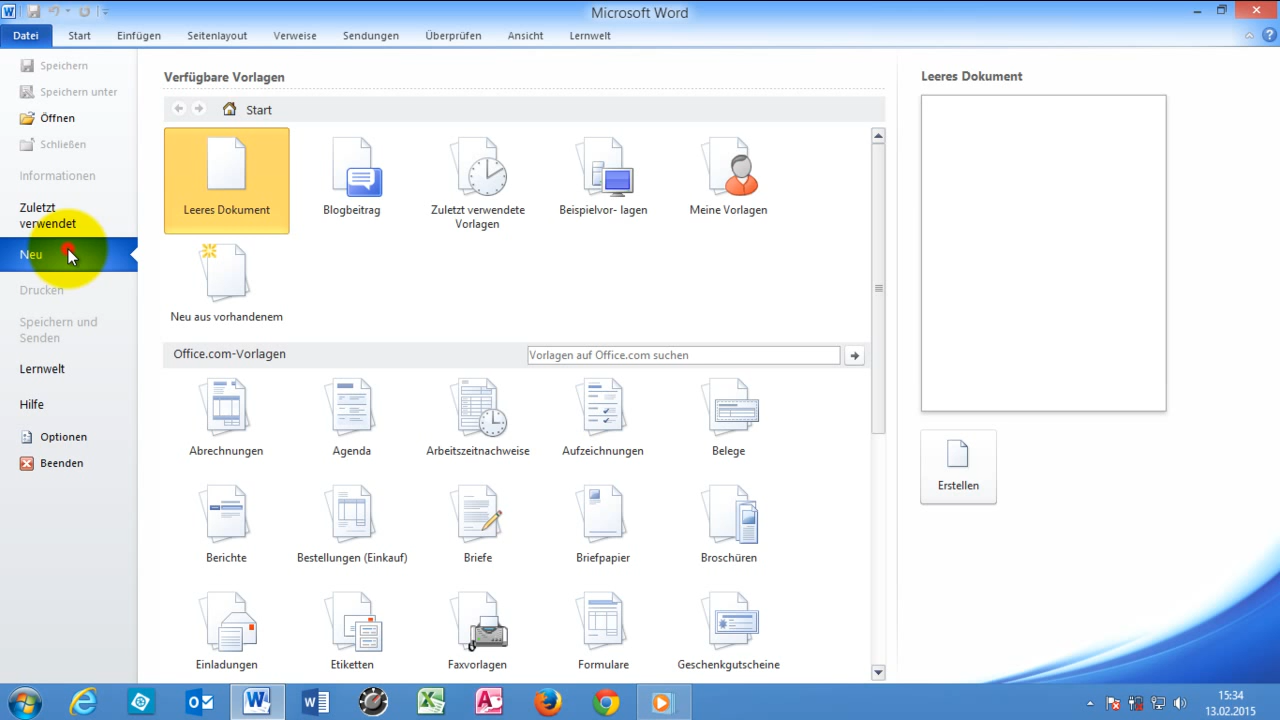 Microsoft Word
Datei Start Einfügen Seitenlayout Verweise Sendungen Überprüfen Ansicht Lernwelt
Speichern
Speichern unter
Öffnen
Schließen
Informationen
Zuletzt
verwendet
Neu
Drucken
Speichern und
Senden
Lernwelt
Hilfe
Optionen
Beenden
Verfügbare Vorlagen
Start
Leeres Dokument
Blogbeitrag
Zuletzt verwendete
Vorlagen
Beispielvor- lagen
Meine Vorlagen
Neu aus vorhandenem
Office.com-Vorlagen
Vorlagen auf Office.com suchen
Abrechnungen
Agenda
Arbeitszeitnachweise
Aufzeichnungen
Belege
Berichte
Bestellungen (Einkauf)
Briefe
Briefpapier
Broschüren
Einladungen
Etiketten
Faxvorlagen
Formulare
Geschenkgutscheine
Leeres Dokument
Erstellen
15:34
13.02.2015